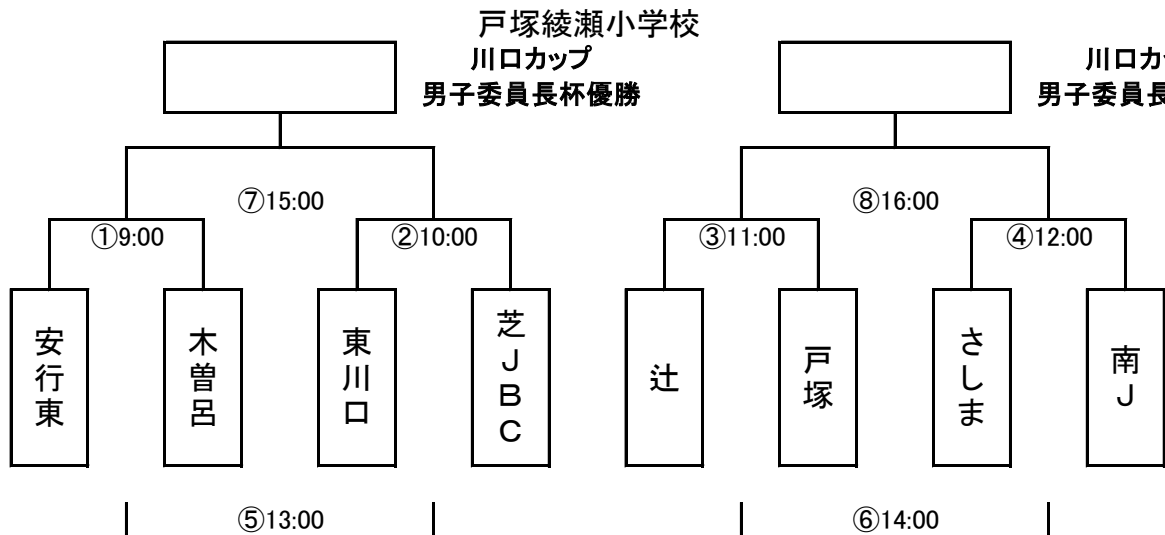 戸塚綾瀬小学校
川口カップ
男子委員長杯優勝
川口カッ
男子委員長
⑦15:00
⑧16:00
①9:00
②10:00
③11:00
④12:00
安行東
木曽呂
東川口
芝JBC
辻
戸塚
さしま
南J
⑤13:00
⑥14:00